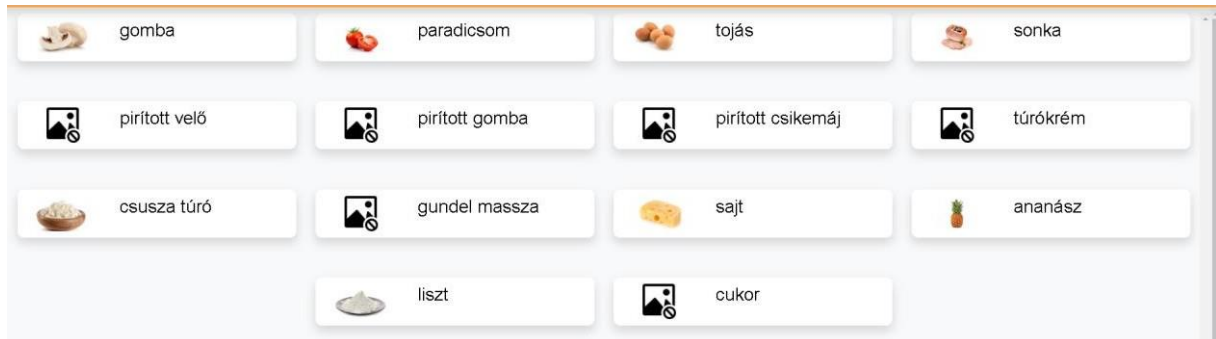 gomba
paradicsom
tojás
sonka
pirított velő
pirított gomba
pirított csikemáj
túrókrém
csusza túró
gundel massza
sajt
ananász
liszt
cukor